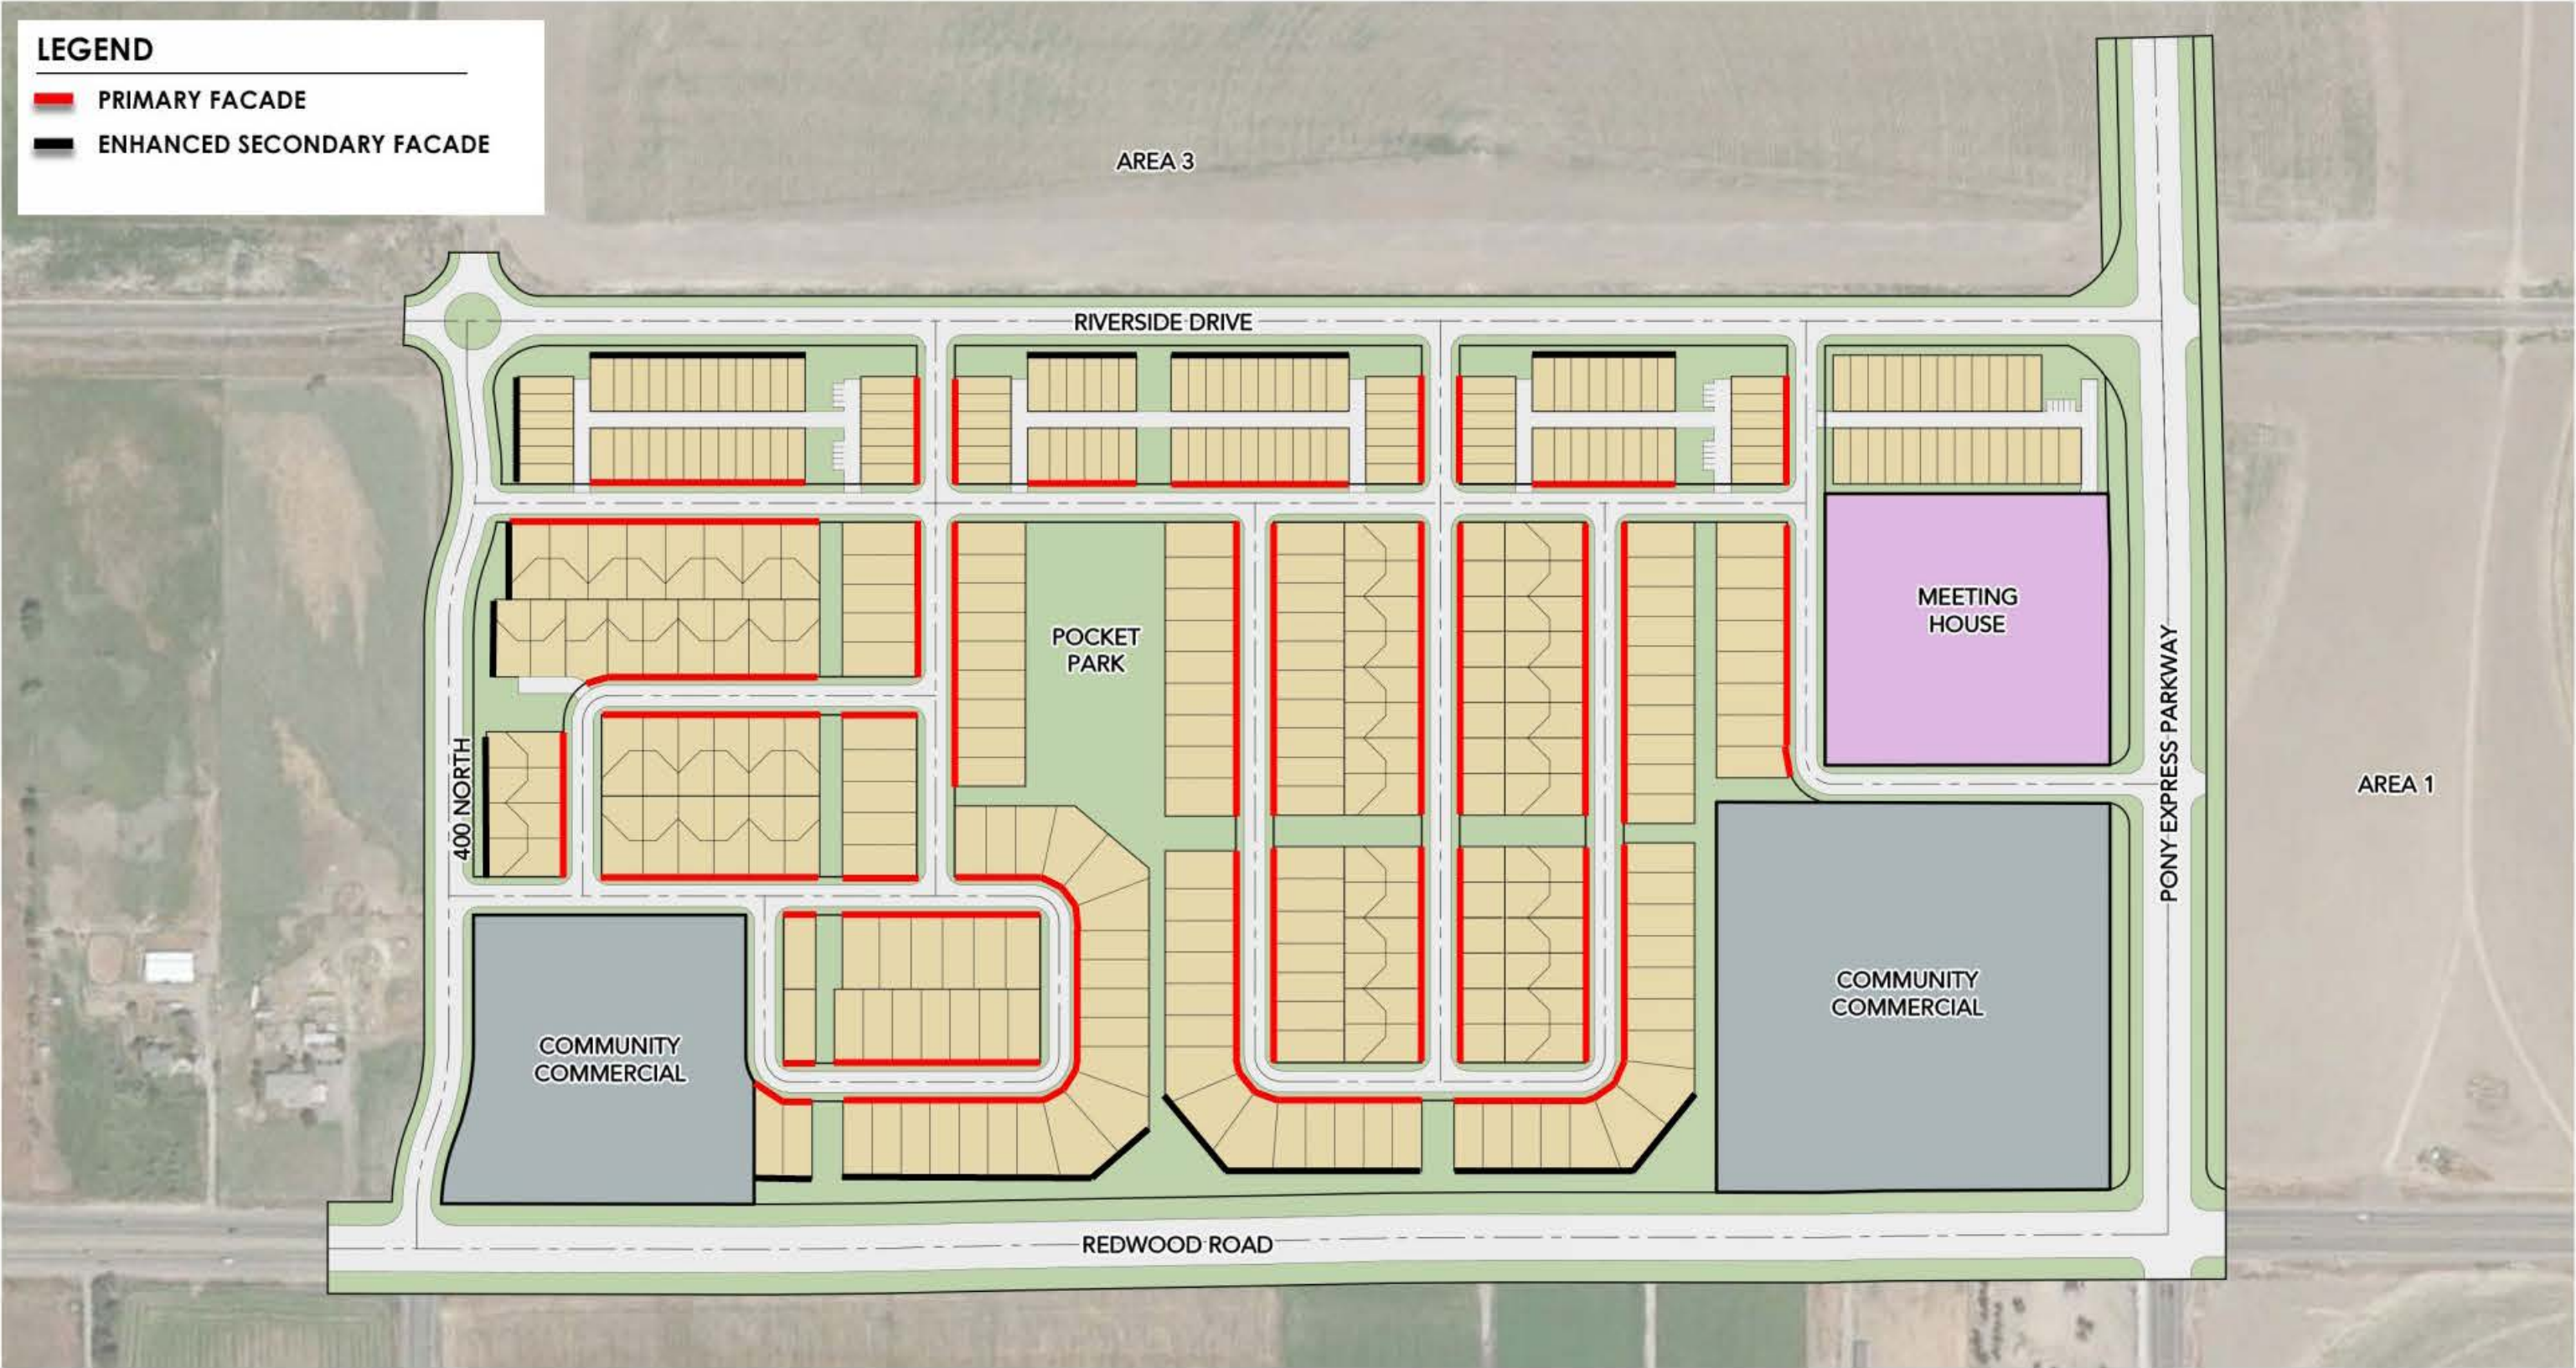 LEGEND
PRIMARY FACADE
ENHANCED SECONDARY FACADE
AREA 3
RIVERSIDE DRIVE
POCKET
PARK
MEETING
HOUSE
400 NORTH
PONY EXPRESS PARKWAY
AREA 1
COMMUNITY
COMMERCIAL
COMMUNITY
COMMERCIAL
REDWOOD ROAD